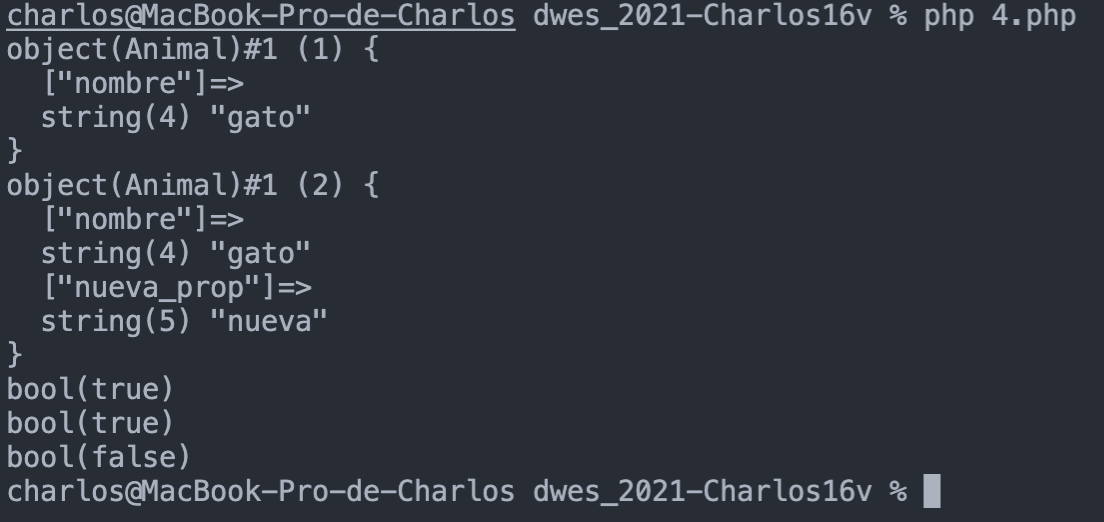 charlos@MacBook-Pro-de-Charlos dwes_2021-Charlos16v % php 4.php
object(Animal)#1 (1) {
  ["nombre"]=>
  string(4) "gato"
}
object(Animal)#1 (2) {
  ["nombre"]=>
  string(4) "gato"
  ["nueva_prop"]=>
  string(5) "nueva"
}
bool(true)
bool(true)
bool(false)
charlos@MacBook-Pro-de-Charlos dwes_2021-Charlos16v %